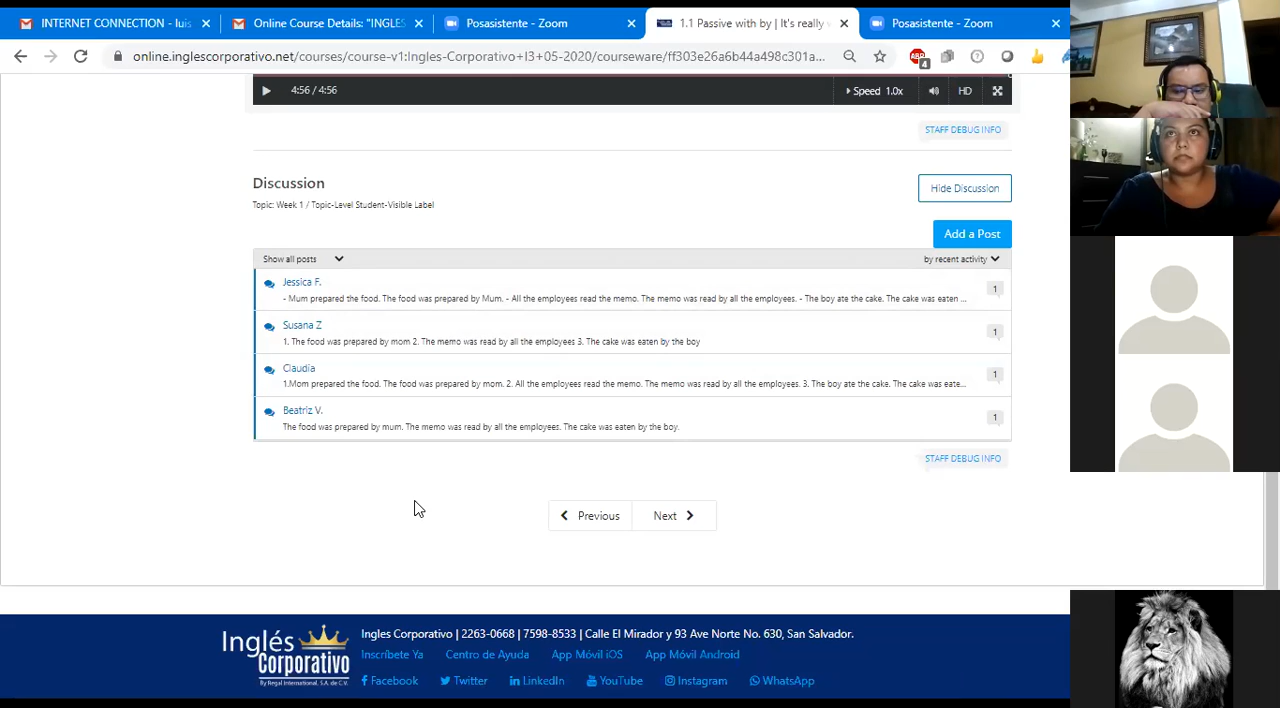 INTERNET CONNECTION - luis
Online Course Details: "INGLES
Posasistente - Zoom
1.1 Passive with by | It's really
Posasistente - Zoom
online.inglescorporativo.net/courses/course-v1:Ingles-Corporativo+I3+05-2020/courseware/ff303e26a6b44a498c301a...
4
4:56 / 4:56
Speed 1.0x
HD
STAFF DEBUG INFO
Discussion
Hide Discussion
Topic: Week 1 / Topic-Level Student-Visible Label
Add a Post
Show all posts
by recent activity
Jessica F.
- Mum prepared the food. The food was prepared by Mum. - All the employees read the memo. The memo was read by all the employees. - The boy ate the cake. The cake was eaten ...
1
Susana Z
1. The food was prepared by mom 2. The memo was read by all the employees 3. The cake was eaten by the boy
1
Claudia
1.Mom prepared the food. The food was prepared by mom. 2. All the employees read the memo. The memo was read by all the employees. 3. The boy ate the cake. The cake was eate...
1
Beatriz V.
The food was prepared by mum. The memo was read by all the employees. The cake was eaten by the boy.
1
STAFF DEBUG INFO
Previous
Next
Inglés
Corporativo
By Regal International, S.A. de C.V.
Ingles Corporativo | 2263-0668 | 7598-8533 | Calle El Mirador y 93 Ave Norte No. 630, San Salvador.
Inscríbete Ya
Centro de Ayuda
App Móvil iOS
App Móvil Android
Facebook
Twitter
LinkedIn
YouTube
Instagram
WhatsApp